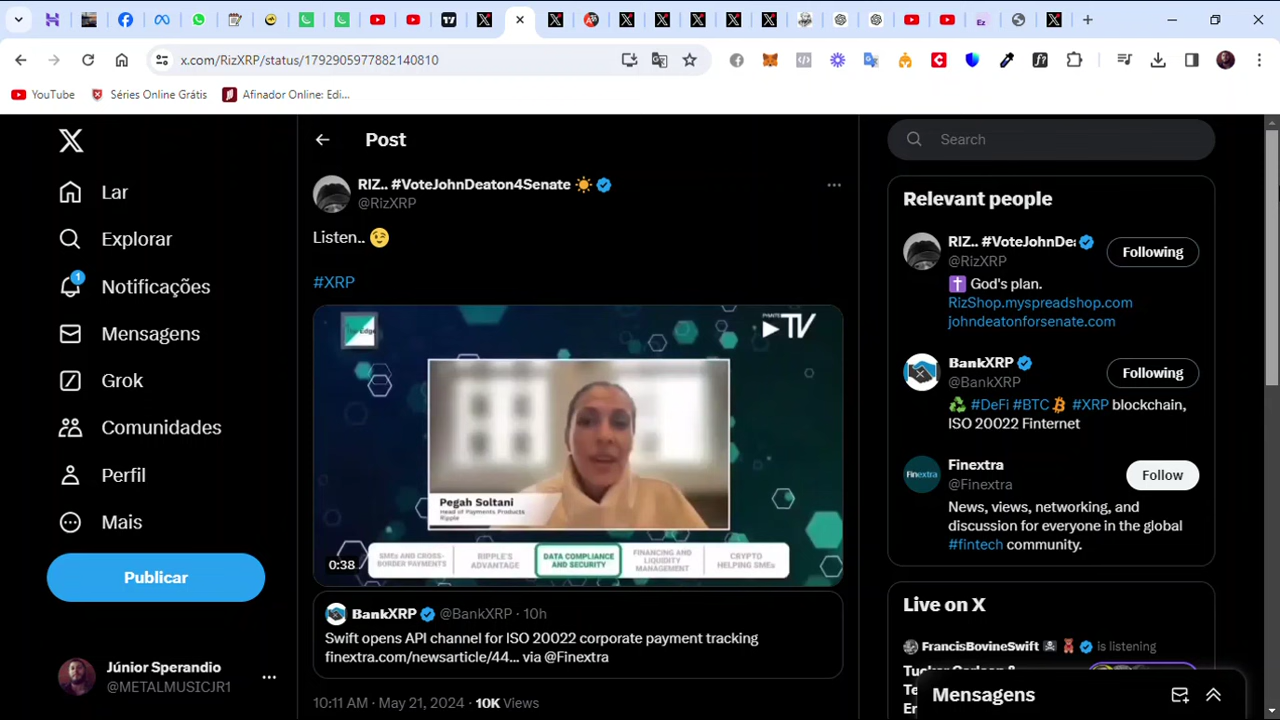 x.com/RizXRP/status/1792905977882140810
YouTube
Séries Online Grátis
Afinador Online: Edi...
Lar
Explorar
Notificações
1
Mensagens
Grok
Comunidades
Perfil
Mais
Publicar
Júnior Sperandio
@METALMUSICJR1
Post
RIZ.. #VoteJohnDeaton4Senate
@RizXRP
Listen..
#XRP
TV
Pegah Soltani
Head of Payments Products
Ripple
0:38
SMEs AND CROSS-
BORDER PAYMENTS
RIPPLE'S
ADVANTAGE
DATA COMPLIANCE
AND SECURITY
FINANCING AND
LIQUIDITY
MANAGEMENT
CRYPTO
HELPING SMEs
BankXRP @BankXRP · 10h
Swift opens API channel for ISO 20022 corporate payment tracking
finextra.com/newsarticle/44... via @Finextra
10:11 AM · May 21, 2024 · 10K Views
Search
Relevant people
RIZ.. #VoteJohnDea
@RizXRP
Following
God's plan.
RizShop.myspreadshop.com
johndeatonforsenate.com
BankXRP
@BankXRP
Following
#DeFi #BTC #XRP blockchain,
ISO 20022 Finternet
Finextra
@Finextra
Follow
News, views, networking, and
discussion for everyone in the global
#fintech community.
Live on X
FrancisBovineSwift is listening
Tucker Carlson &
Mensagens